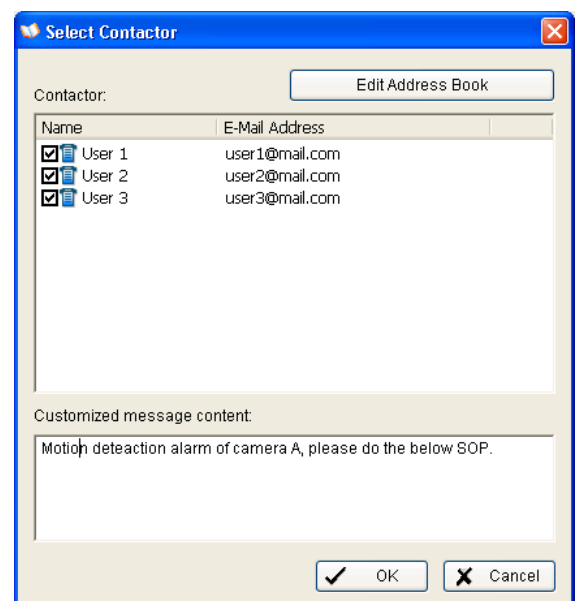 Select Contactor
Edit Address Book
Contactor:
Name E-Mail Address
User 1 user1@mail.com
User 2 user2@mail.com
User 3 user3@mail.com
Customized message content:
Motion deteaction alarm of camera A, please do the below SOP.
OK Cancel